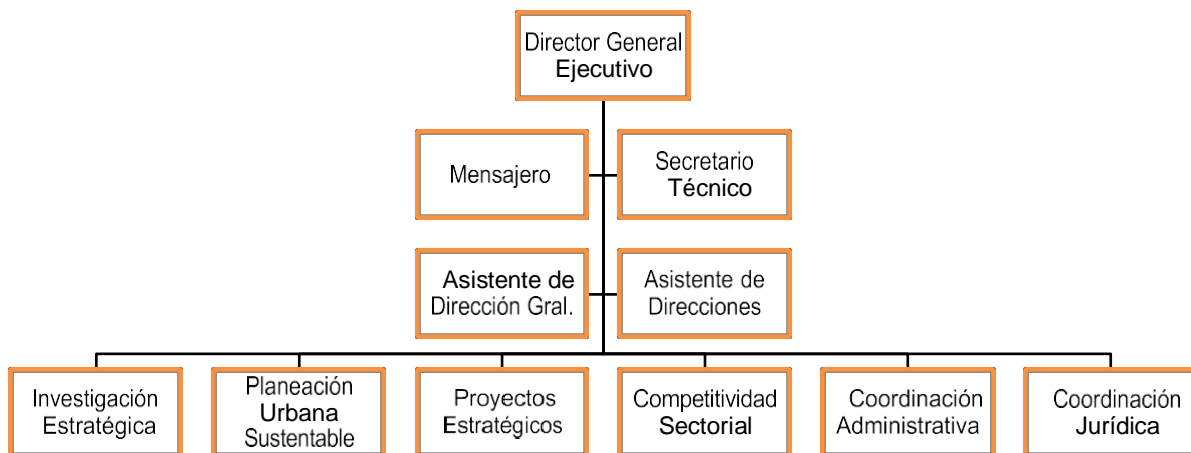 Director General
Ejecutivo
Mensajero
Secretario
Técnico
Asistente de
Dirección Gral.
Asistente de
Direcciones
Investigación
Estratégica
Planeación
Urbana
Sustentable
Proyectos
Estratégicos
Competitividad
Sectorial
Coordinación
Administrativa
Coordinación
Jurídica